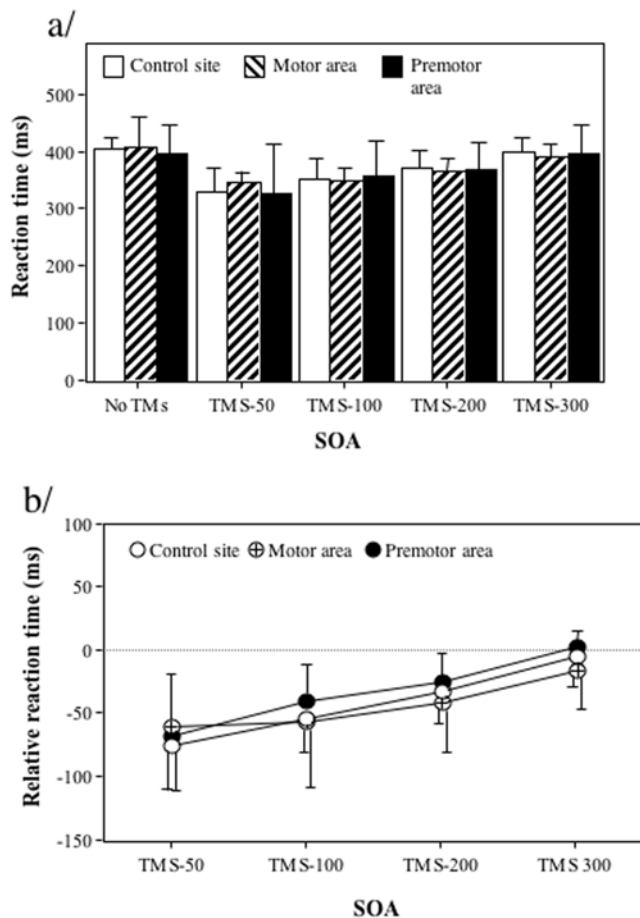 a/
Control site Motor area Premotor
area
Reaction time (ms)
500
400
300
200
100
0
No TMs TMS-50 TMS-100 TMS-200 TMS-300
SOA
b/
Control site Motor area Premotor area
Relative reaction time (ms)
100
50
0
-50
-100
-150
TMS-50 TMS-100 TMS-200 TMS 300
SOA